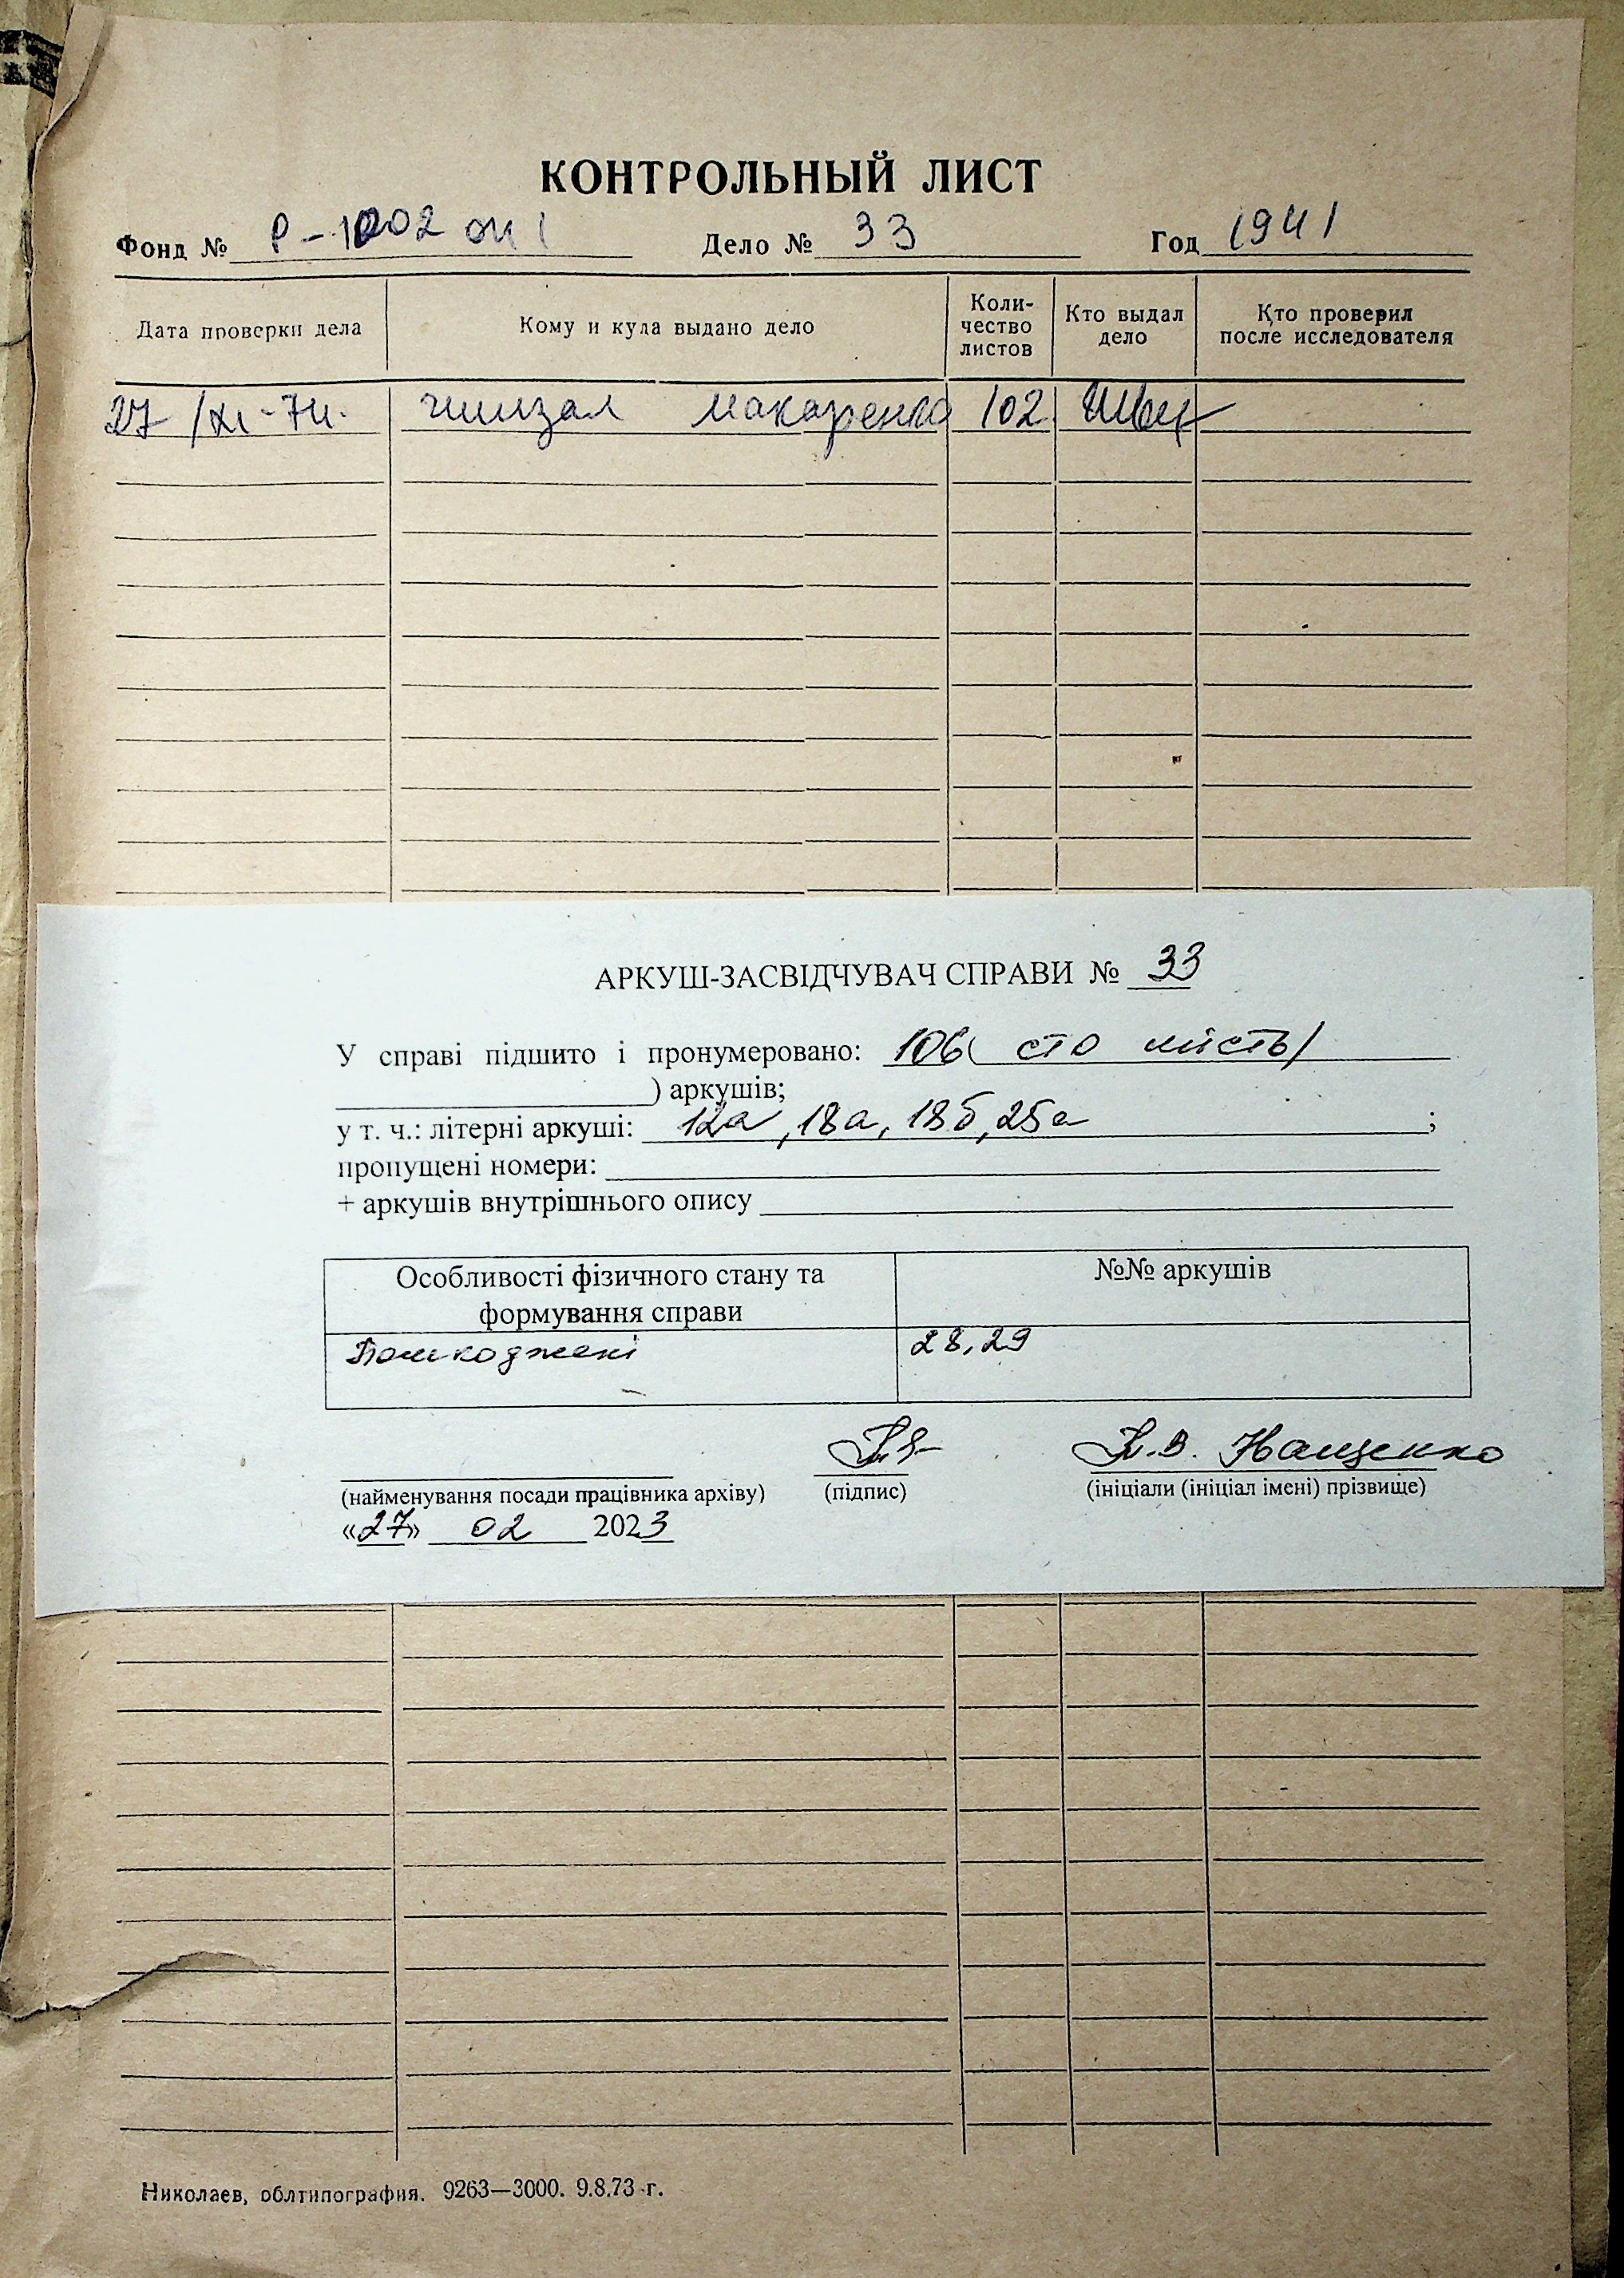 КОНТРОЛЬНЫЙ ЛИСТ
Фонд № Р-1002 оп 1 Дело № 33 Год 1941
Дата проверки дела
Кому и куда выдано дело
Коли-
чество
листов
Кто выдал
дело
Кто проверил
после исследователя
27/XI-74. читзал Макаренко 102 Швец
АРКУШ-ЗАСВІДЧУВАЧ СПРАВИ № 33
У справі підшито і пронумеровано: 106( сто шість)
) аркушів;
у т. ч.: літерні аркуші: 12а, 18а, 18б, 25а ;
пропущені номери:
+ аркушів внутрішнього опису
Особливості фізичного стану та
формування справи
№№ аркушів
Пошкоджені 28, 29
Н.В. Нощенко
(найменування посади працівника архіву) (підпис) (ініціали (ініціал імені) прізвище)
«27» 02 2023
Николаев, облтипография. 9263—3000. 9.8.73 г.